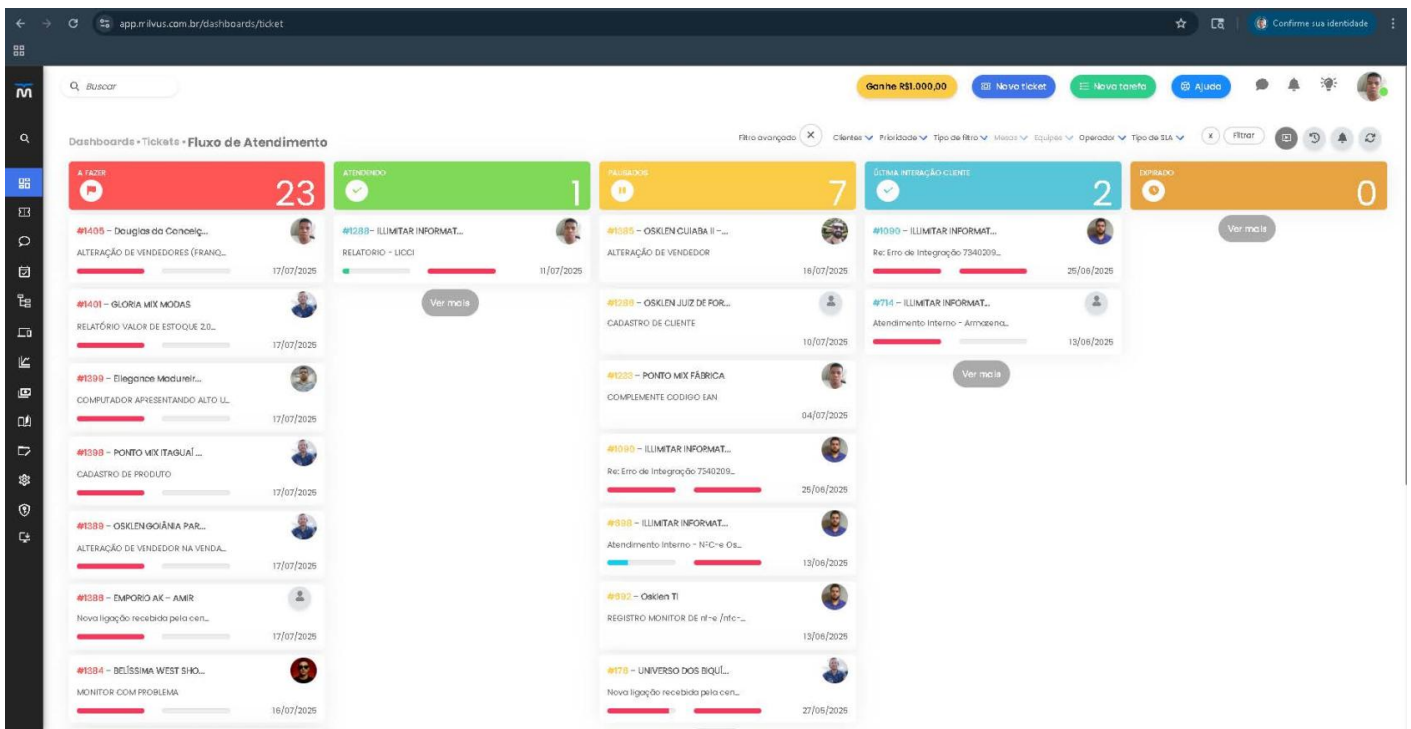 app.milvus.com.br/dashboards/ticket
Confirme sua identidade
Buscar
Ganhe R$1.000,00
Novo ticket
Nova tarefa
Ajuda
Dashboards • Tickets • Fluxo de Atendimento
Filtro avançado
Clientes
Prioridade
Tipo de filtro
Mesas
Equipes
Operador
Tipo de SLA
x
Filtrar
A FAZER
23
#1405 - Douglas da Conceiç...
ALTERAÇÃO DE VENDEDORES (FRANQ...
17/07/2025
#1401 - GLORIA MIX MODAS
RELATÓRIO VALOR DE ESTOQUE 2.0...
17/07/2025
#1399 - Ellegance Madureir...
COMPUTADOR APRESENTANDO ALTO U...
17/07/2025
#1398 - PONTO MIX ITAGUAÍ ...
CADASTRO DE PRODUTO
17/07/2025
#1389 - OSKLEN GOIÂNIA PAR...
ALTERAÇÃO DE VENDEDOR NA VENDA...
17/07/2025
#1388 - EMPORIO AK - AMIR
Nova ligação recebida pela cen...
17/07/2025
#1384 - BELÍSSIMA WEST SHO...
MONITOR COM PROBLEMA
16/07/2025
ATENDENDO
1
#1288- ILLIMITAR INFORMAT...
RELATORIO - LICCI
11/07/2025
Ver mais
PAUSADOS
7
OSKLEN CUIABA II -...
ALTERAÇÃO DE VENDEDOR
16/07/2025
OSKLEN JUIZ DE FOR...
CADASTRO DE CLIENTE
10/07/2025
PONTO MIX FÁBRICA
COMPLEMENTE CODIGO EAN
04/07/2025
#1090 - ILLIMITAR INFORMAT...
Re: Erro de Integração 7340209...
25/06/2025
ILLIMITAR INFORMAT...
Atendimento Interno - NFC-e Os...
13/06/2025
Osklen TI
REGISTRO MONITOR DE nf-e /nfc-...
13/06/2025
#176 - UNIVERSO DOS BIQUÍ...
Nova ligação recebida pela cen...
27/05/2025
ÚLTIMA INTERAÇÃO CLIENTE
2
#1090 - ILLIMITAR INFORMAT...
Re: Erro de Integração 7340209...
25/06/2025
#714 - ILLIMITAR INFORMAT...
Atendimento Interno - Armazena...
13/06/2025
Ver mais
EXPIRADO
0
Ver mais